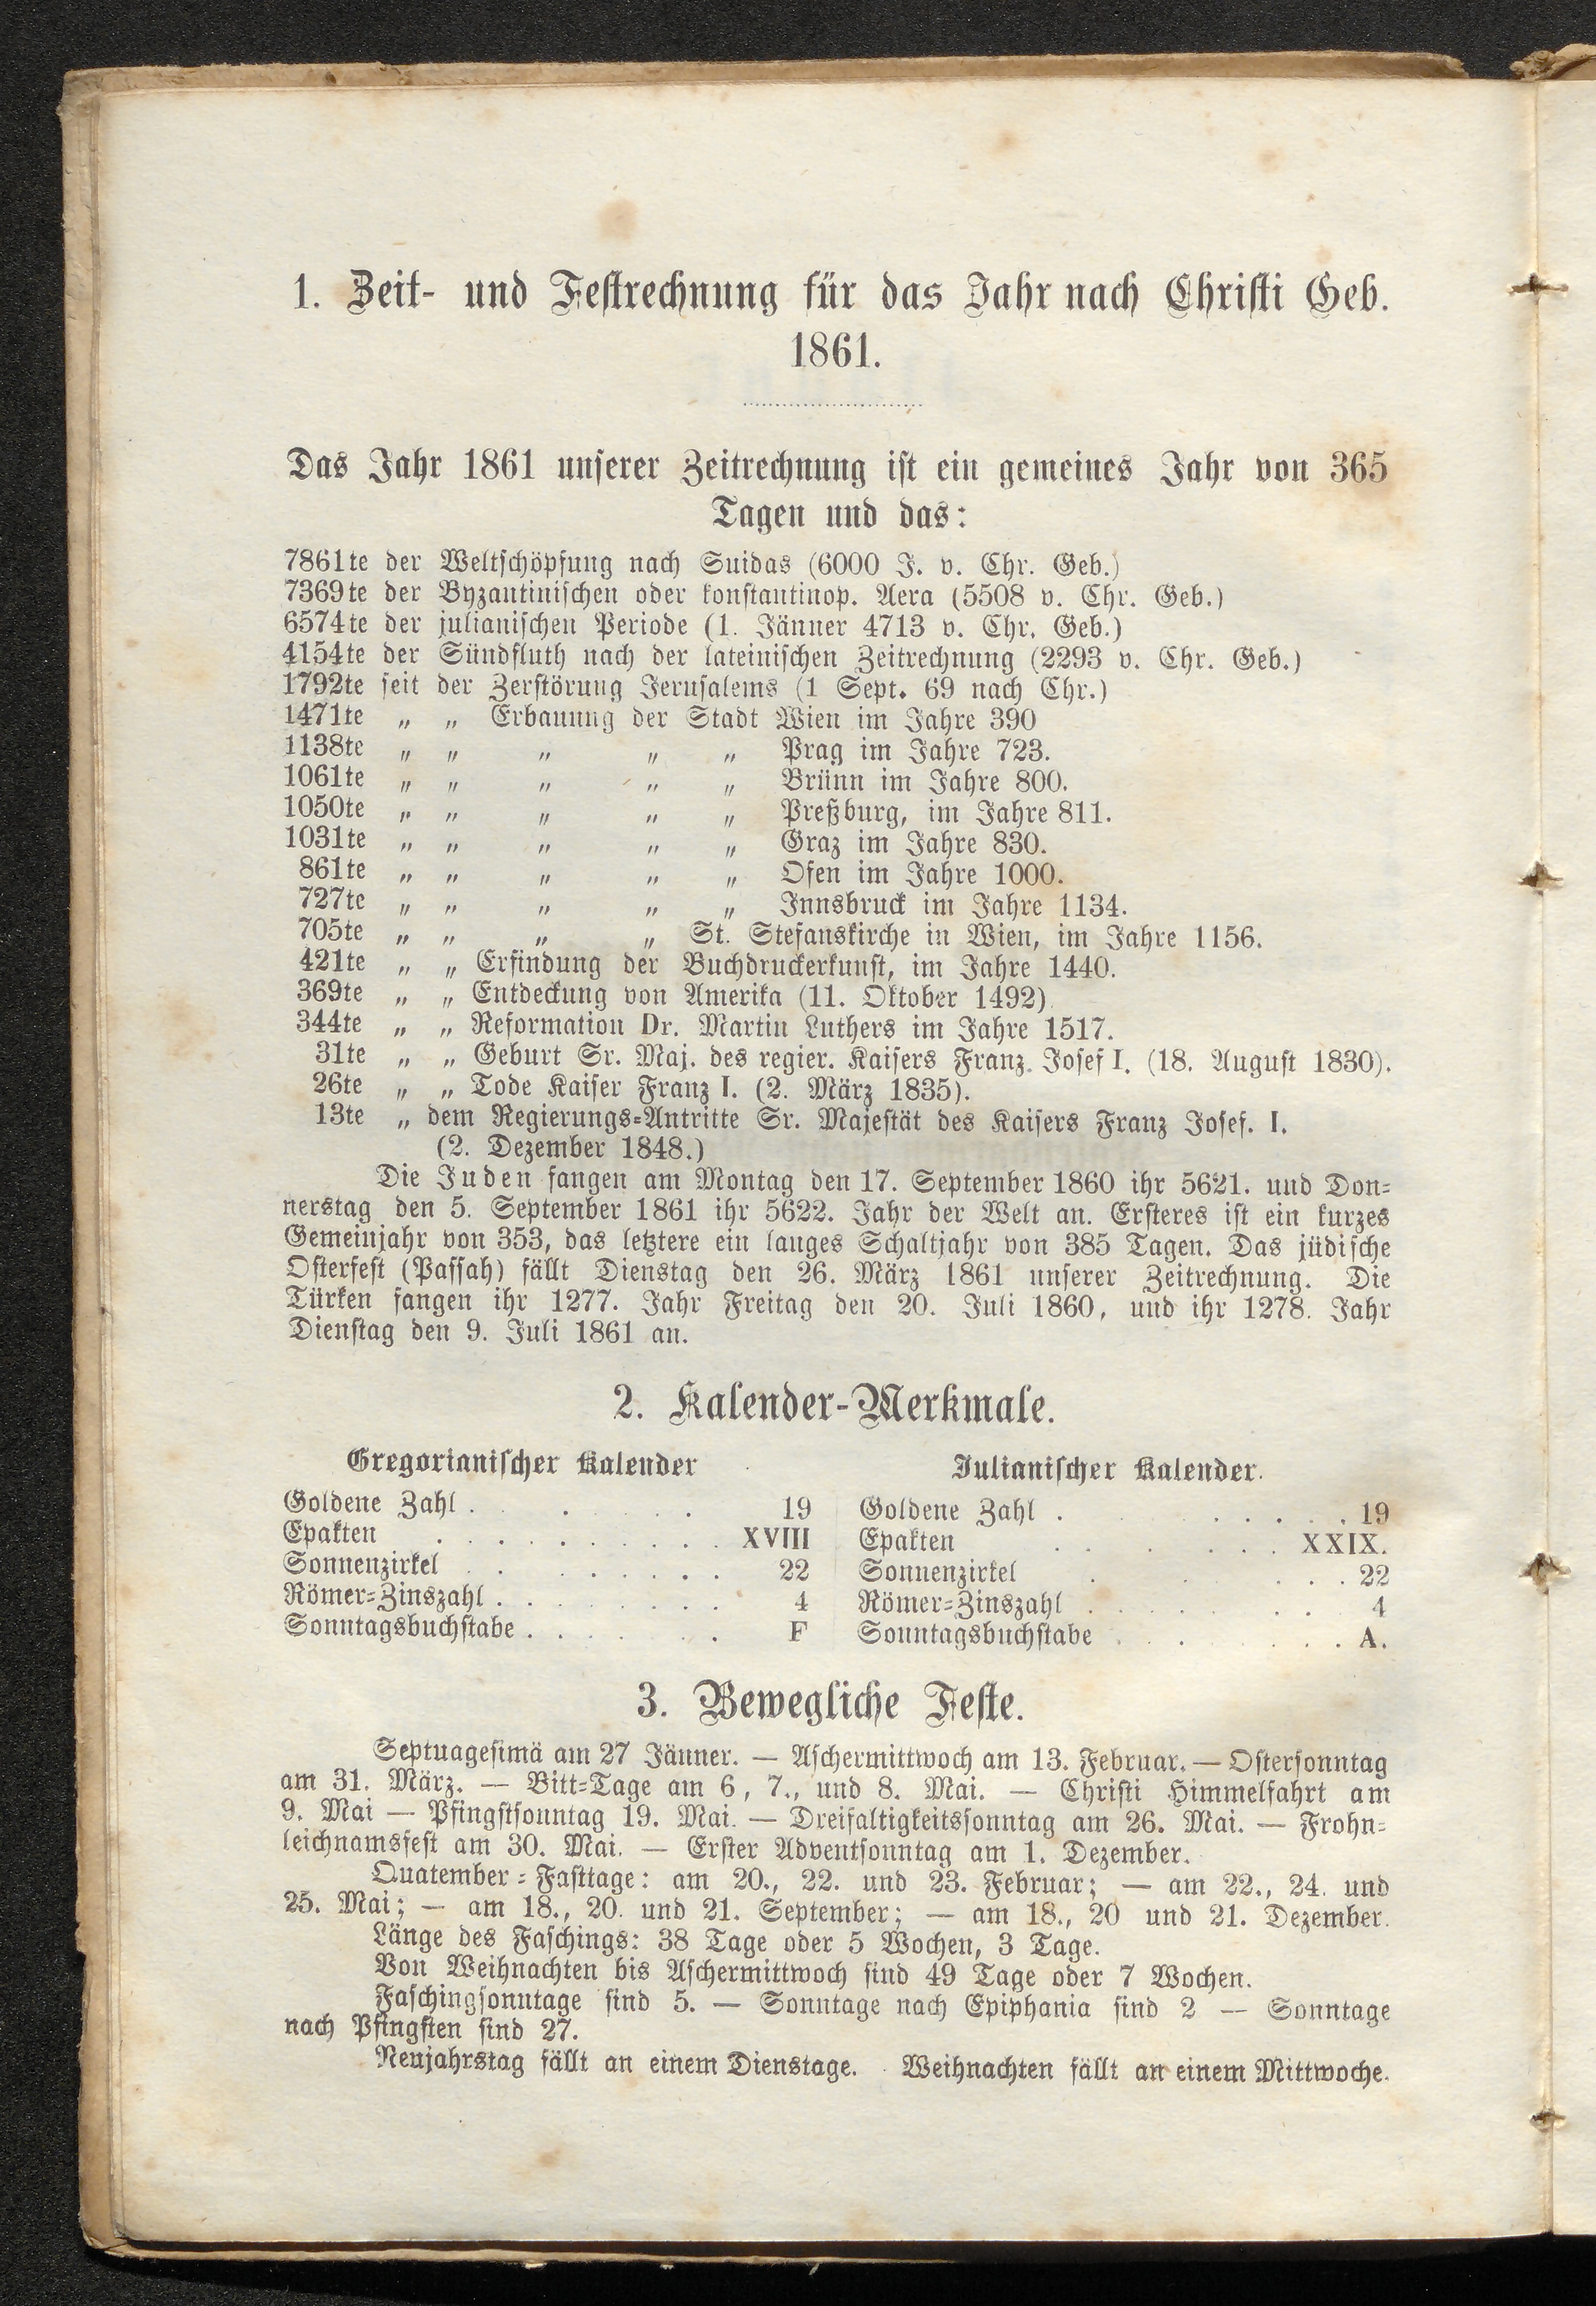 1. Zeit- und Festrechnung für das Jahr nach Christi Geb.
1861.
Das Jahr 1861 unserer Zeitrechnung ist ein gemeines Jahr von 365
Tagen und das:
7861te der Weltschöpfung nach Suidas (6000 J. v. Chr. Geb.)
7369te der Byzantinischen oder konstantinop. Aera (5508 v. Chr. Geb.)
6574te der julianischen Periode (1. Jänner 4713 v. Chr. Geb.)
4154te der Sündfluth nach der lateinischen Zeitrechnung (2293 v. Chr. Geb.)
1792te seit der Zerstörung Jerusalems (1 Sept. 69 nach Chr.)
1471te „ „ Erbauung der Stadt Wien im Jahre 390
1138te „ „ „ „ „ Prag im Jahre 723.
1061te „ „ „ „ „ Brünn im Jahre 800.
1050te „ „ „ „ „ Preßburg, im Jahre 811.
1031te „ „ „ „ „ Graz im Jahre 830.
861te „ „ „ „ „ Ofen im Jahre 1000.
727te „ „ „ „ „ Innsbruck im Jahre 1134.
705te „ „ „ „ St. Stefanskirche in Wien, im Jahre 1156.
421te „ „ Erfindung der Buchdruckerkunst, im Jahre 1440.
369te „ „ Entdeckung von Amerika (11. Oktober 1492)
344te „ „ Reformation Dr. Martin Luthers im Jahre 1517.
31te „ „ Geburt Sr. Maj. des regier. Kaisers Franz Josef I. (18. August 1830).
26te „ „ Tode Kaiser Franz I. (2. März 1835).
13te „ dem Regierungs-Antritte Sr. Majestät des Kaisers Franz Josef. I.
(2. Dezember 1848.)
Die Juden fangen am Montag den 17. September 1860 ihr 5621. und Don-
nerstag den 5. September 1861 ihr 5622. Jahr der Welt an. Ersteres ist ein kurzes
Gemeinjahr von 353, das letztere ein langes Schaltjahr von 385 Tagen. Das jüdische
Osterfest (Passah) fällt Dienstag den 26. März 1861 unserer Zeitrechnung. Die
Türken fangen ihr 1277. Jahr Freitag den 20. Juli 1860, und ihr 1278. Jahr
Dienstag den 9. Juli 1861 an.
2. Kalender-Merkmale.
Gregorianischer Kalender
Goldene Zahl . . . . 19
Epakten . . . . . . . . . . XVIII
Sonnenzirkel . . . . . . . 22
Römer-Zinszahl . . . . . . . . 4
Sonntagsbuchstabe . . . . . . F
Julianischer Kalender.
Goldene Zahl . . . . . . 19
Epakten . . . . . . XXIX.
Sonnenzirkel . . . . . 22
Römer-Zinszahl . . . . . . . 4
Sonntagsbuchstabe . . . . . . A.
3. Bewegliche Feste.
Septuagesimä am 27 Jänner. — Aschermittwoch am 13. Februar. — Ostersonntag
am 31. März. — Bitt-Tage am 6, 7., und 8. Mai. — Christi Himmelfahrt am
9. Mai — Pfingstsonntag 19. Mai. — Dreifaltigkeitssonntag am 26. Mai. — Frohn-
leichnamsfest am 30. Mai. — Erster Adventsonntag am 1. Dezember.
Quatember-Fasttage: am 20., 22. und 23. Februar; — am 22., 24. und
25. Mai; — am 18., 20. und 21. September; — am 18., 20 und 21. Dezember.
Länge des Faschings: 38 Tage oder 5 Wochen, 3 Tage.
Von Weihnachten bis Aschermittwoch sind 49 Tage oder 7 Wochen.
Faschingsonntage sind 5. — Sonntage nach Epiphania sind 2 — Sonntage
nach Pfingsten sind 27.
Neujahrstag fällt an einem Dienstage. Weihnachten fällt an einem Mittwoche.